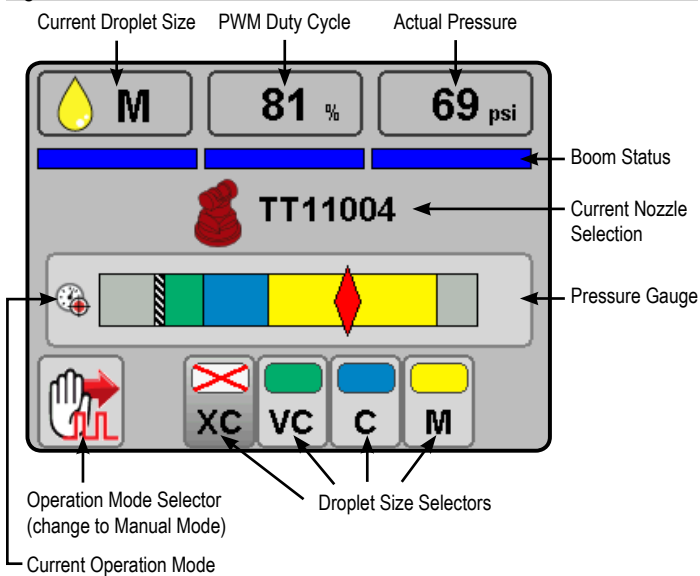 Current Droplet Size PWM Duty Cycle Actual Pressure
M 81 % 69 psi
Boom Status
TT11004
Current Nozzle
Selection
Pressure Gauge
XC VC C M
Operation Mode Selector
(change to Manual Mode)
Droplet Size Selectors
Current Operation Mode